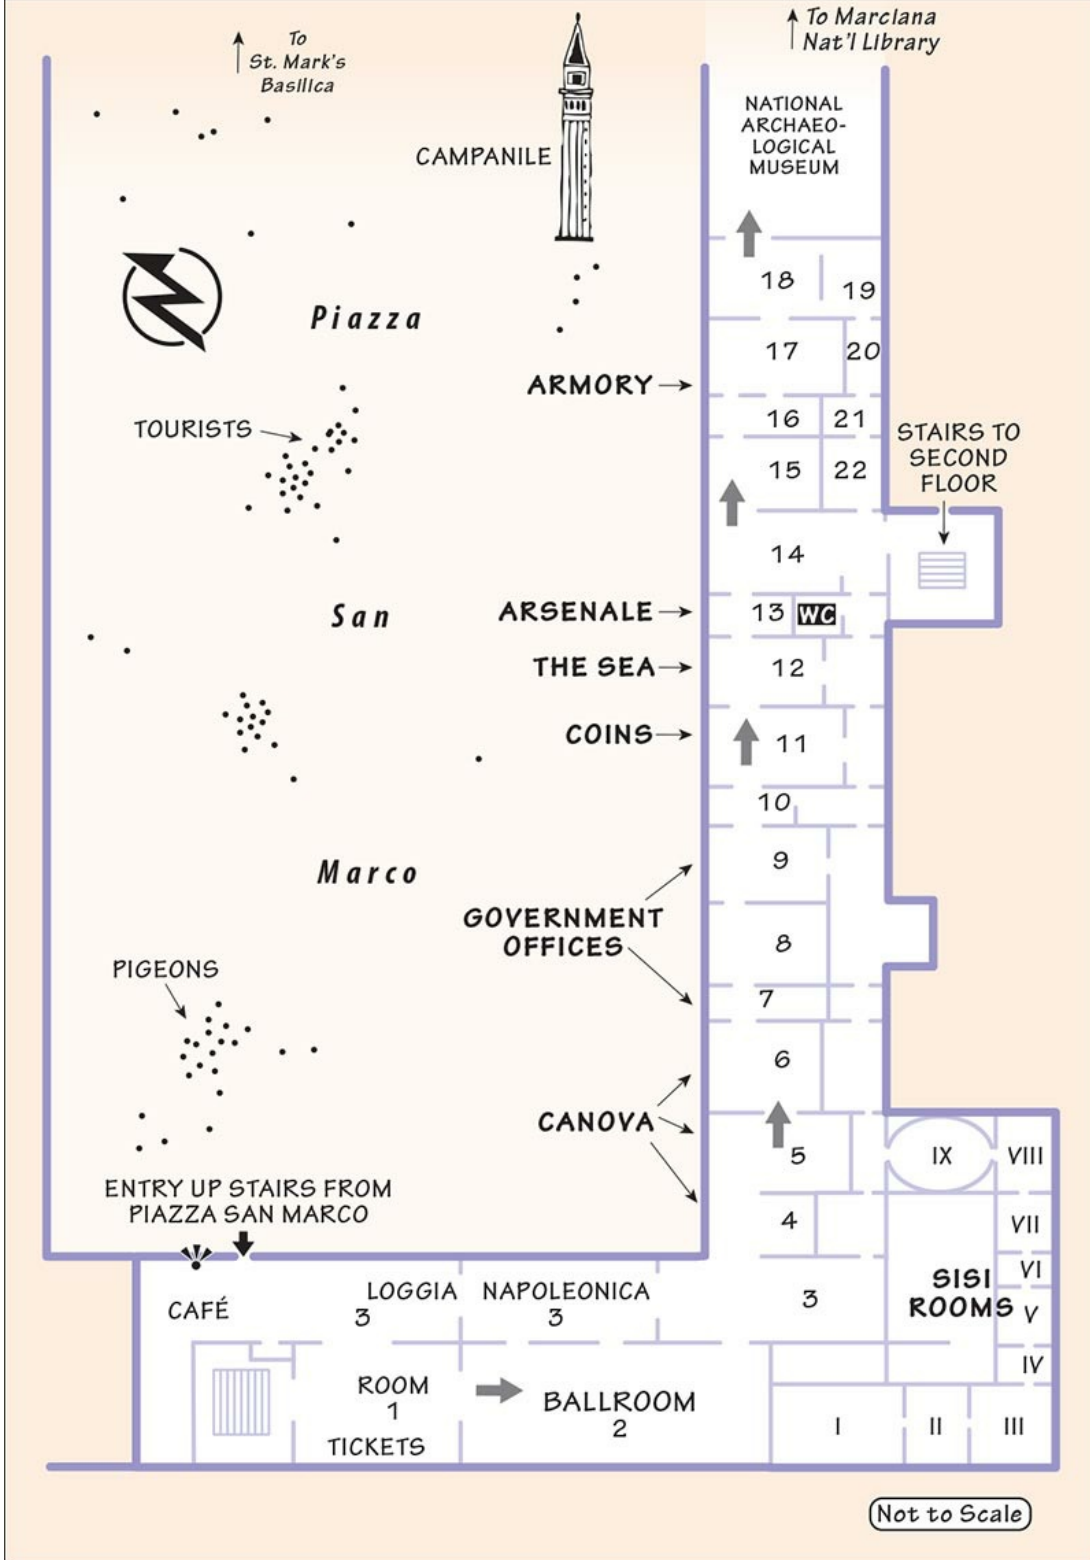 To
St. Mark's
Basilica
To Marciana
Nat'l Library
CAMPANILE
NATIONAL
ARCHAEO-
LOGICAL
MUSEUM
18
19
Piazza
17
20
ARMORY
16
21
TOURISTS
STAIRS TO
SECOND
FLOOR
15
22
14
San
ARSENALE
13
WC
THE SEA
12
COINS
11
10
9
Marco
GOVERNMENT
OFFICES
8
PIGEONS
7
6
CANOVA
5
IX
VIII
ENTRY UP STAIRS FROM
PIAZZA SAN MARCO
4
VII
SISI
ROOMS
VI
V
IV
CAFÉ
LOGGIA
3
NAPOLEONICA
3
3
ROOM
1
TICKETS
BALLROOM
2
I
II
III
Not to Scale